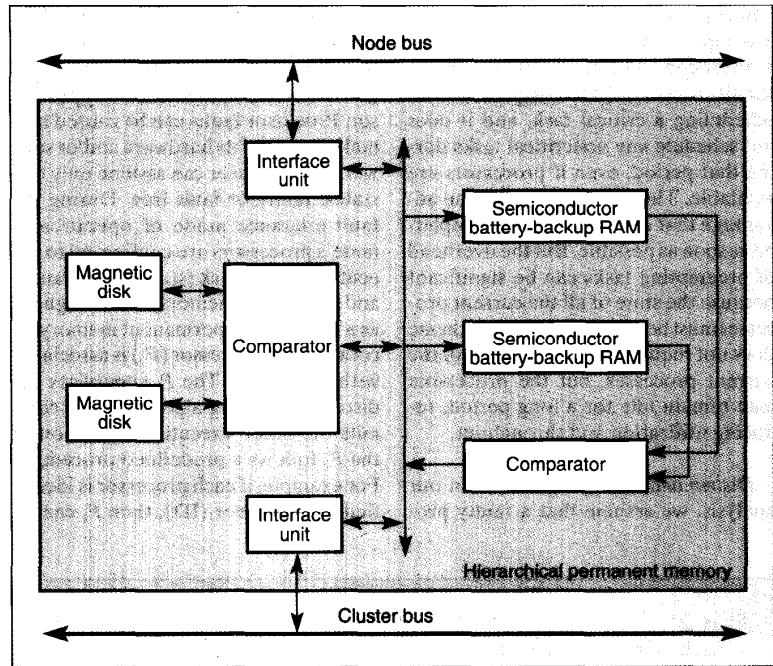 Node bus
Interface
unit
Semiconductor
battery-backup RAM
Magnetic
disk
Comparator
Semiconductor
battery-backup RAM
Magnetic
disk
Comparator
Interface
unit
Hierarchical permanent memory
Cluster bus